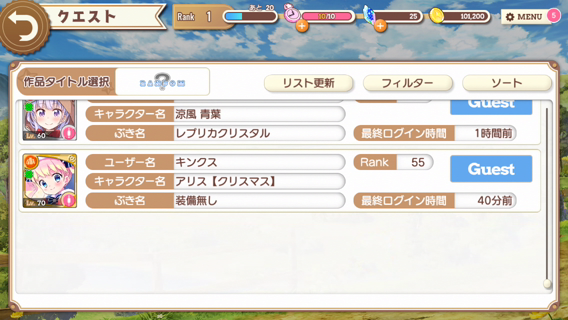 クエスト
Rank 1
あと 20
10/10
25
101,200
MENU 5
作品タイトル選択
RANDOM
リスト更新
フィルター
ソート
キャラクター名 涼風 青葉
Guest
Lv. 60
ぶき名 レプリカクリスタル
最終ログイン時間 1時間前
ユーザー名 キンクス
Rank 55
Guest
キャラクター名 アリス【クリスマス】
Lv. 70
ぶき名 装備無し
最終ログイン時間 40分前